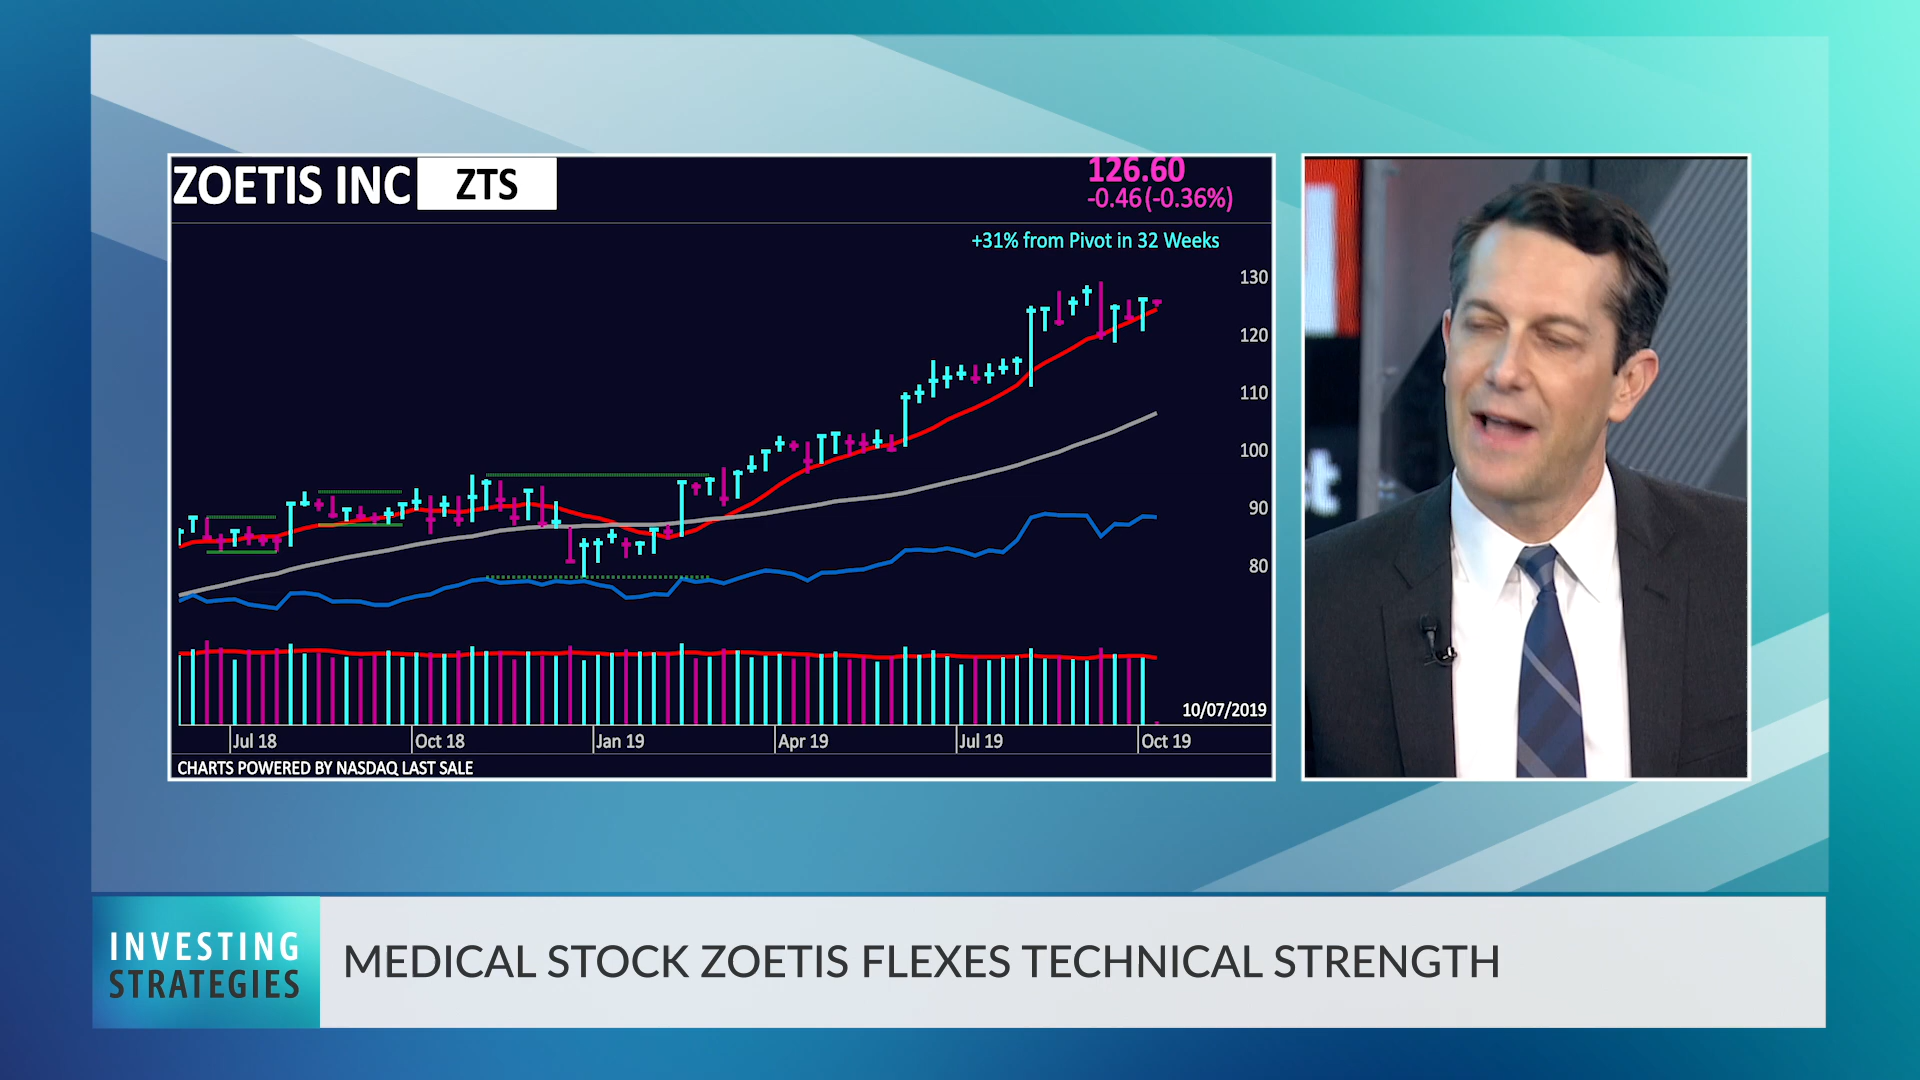 ZOETIS INC ZTS
126.60
-0.46 (-0.36%)
+31% from Pivot in 32 Weeks
130
120
110
100
90
80
10/07/2019
Jul 18 Oct 18 Jan 19 Apr 19 Jul 19 Oct 19
CHARTS POWERED BY NASDAQ LAST SALE
INVESTING
STRATEGIES
MEDICAL STOCK ZOETIS FLEXES TECHNICAL STRENGTH